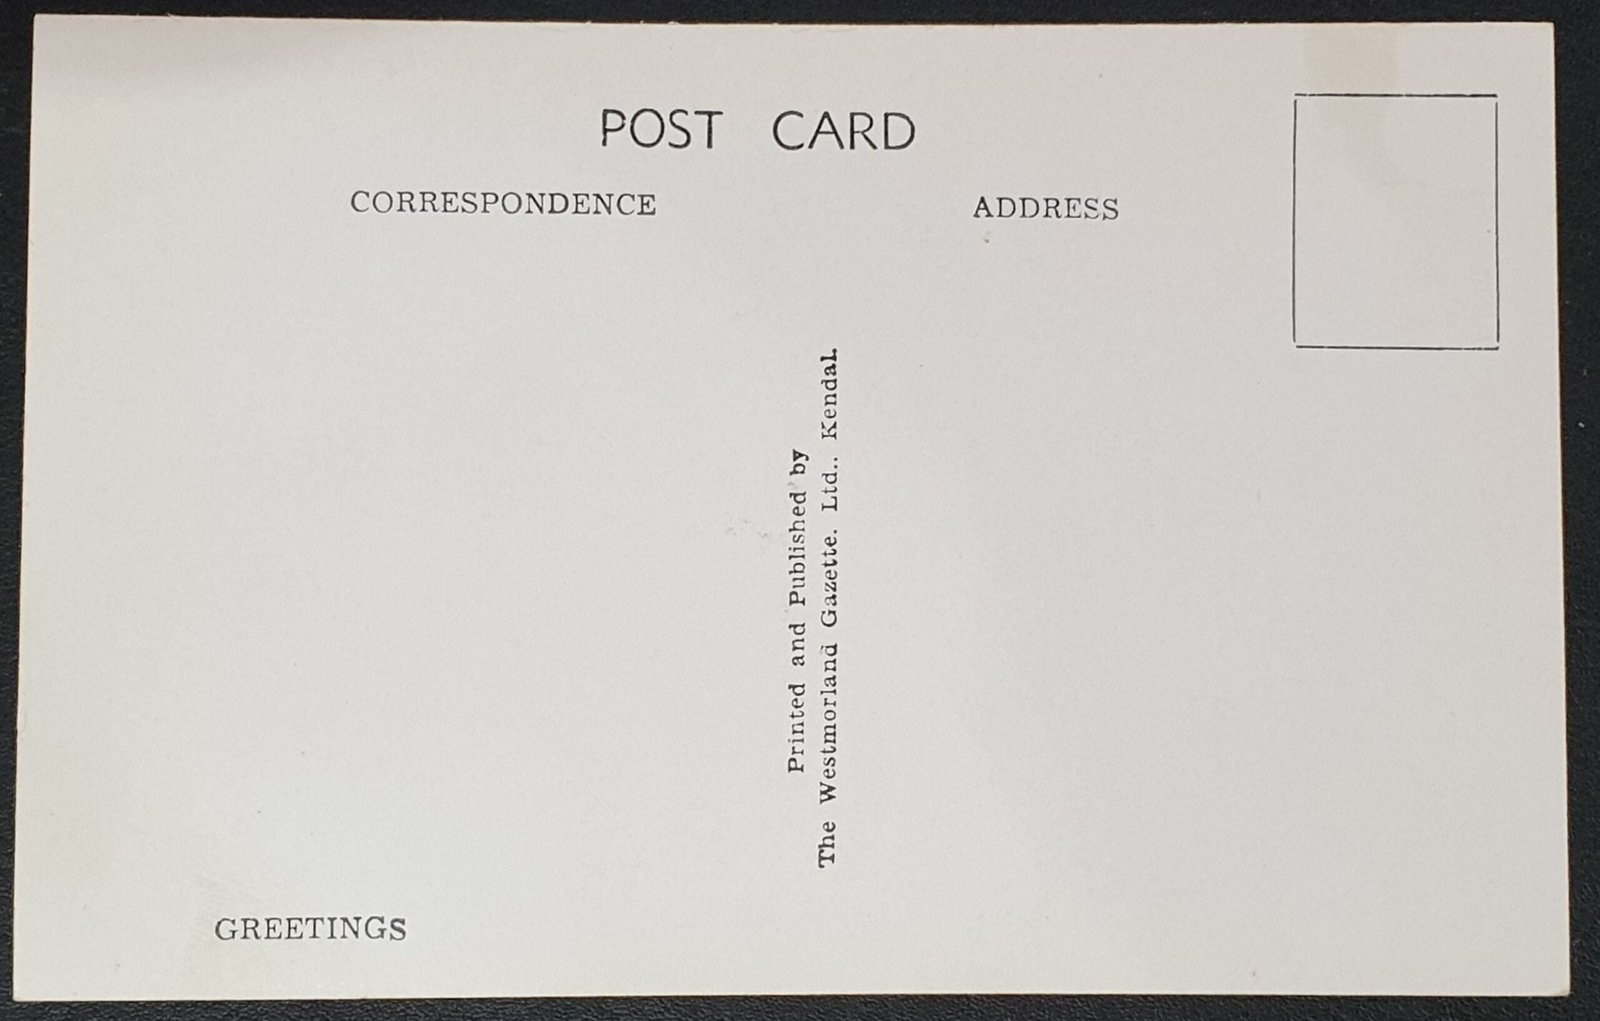 POST CARD
CORRESPONDENCE
ADDRESS
Printed and Published by
The Westmorland Gazette. Ltd.. Kendal.
GREETINGS